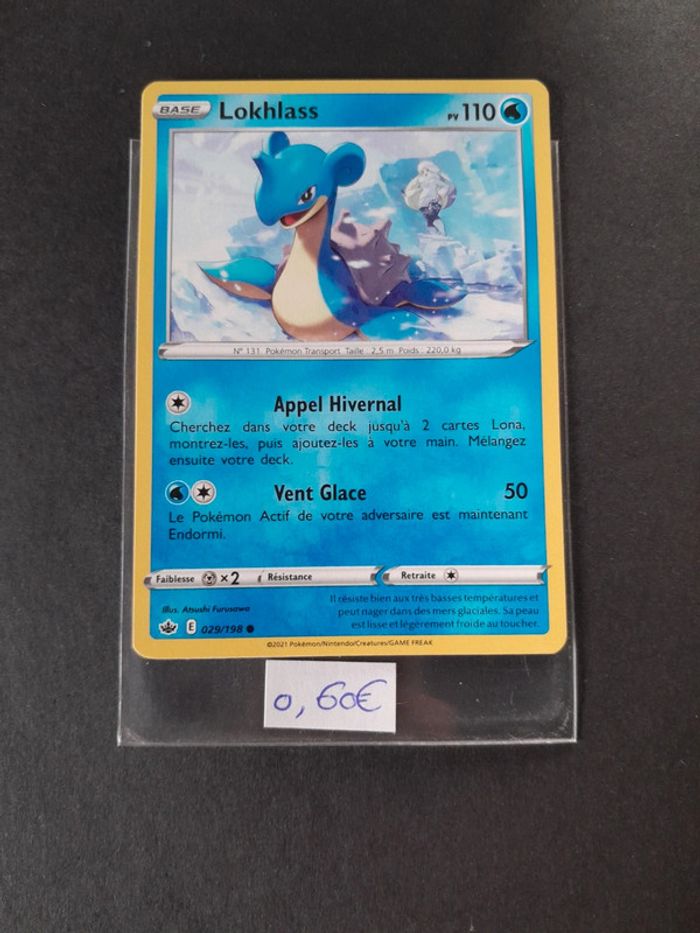 BASE Lokhlass PV 110
N° 131 Pokémon Transport Taille : 2,5 m Poids : 220,0 kg
Appel Hivernal
Cherchez dans votre deck jusqu'à 2 cartes Lona,
montrez-les, puis ajoutez-les à votre main. Mélangez
ensuite votre deck.
Vent Glace 50
Le Pokémon Actif de votre adversaire est maintenant
Endormi.
Faiblesse ×2 Résistance Retraite
Illus. Atsushi Furusawa
Il résiste bien aux très basses températures et
peut nager dans des mers glaciales. Sa peau
est lisse et légèrement froide au toucher.
E 029/198
©2021 Pokémon/Nintendo/Creatures/GAME FREAK
0,60€